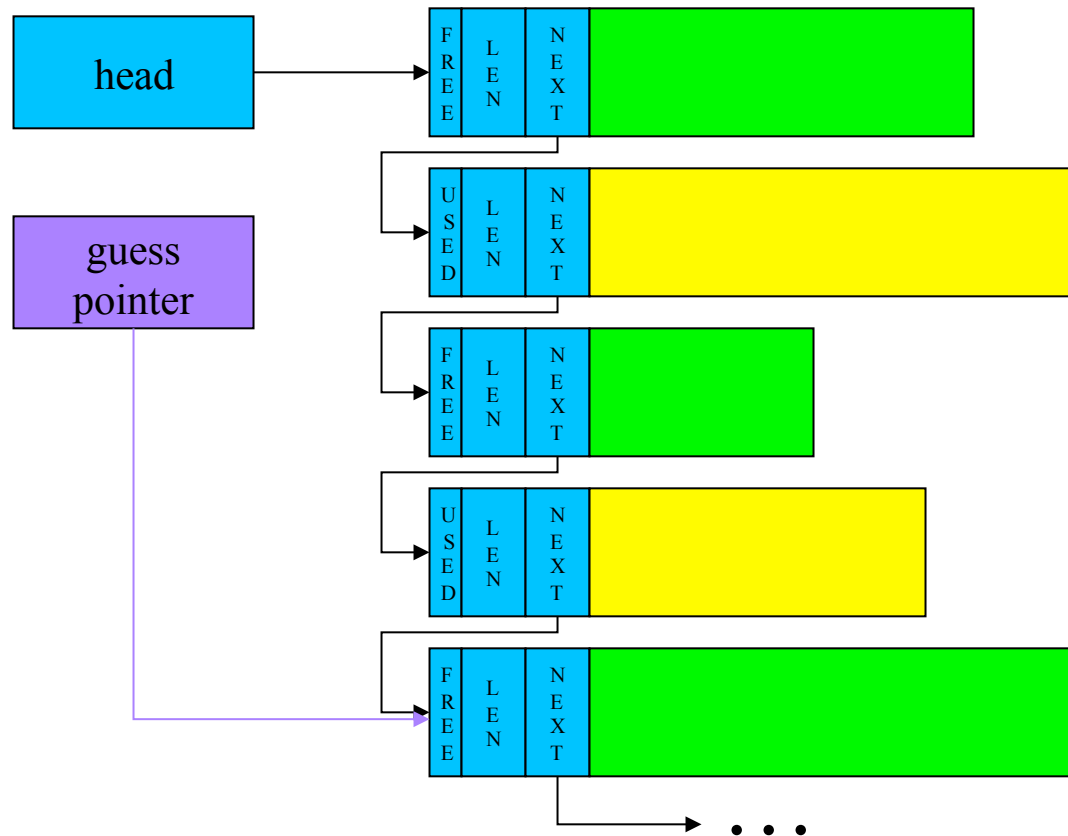 head
FREE LEN NEXT
USED LEN NEXT
guess
pointer
FREE LEN NEXT
USED LEN NEXT
FREE LEN NEXT
...